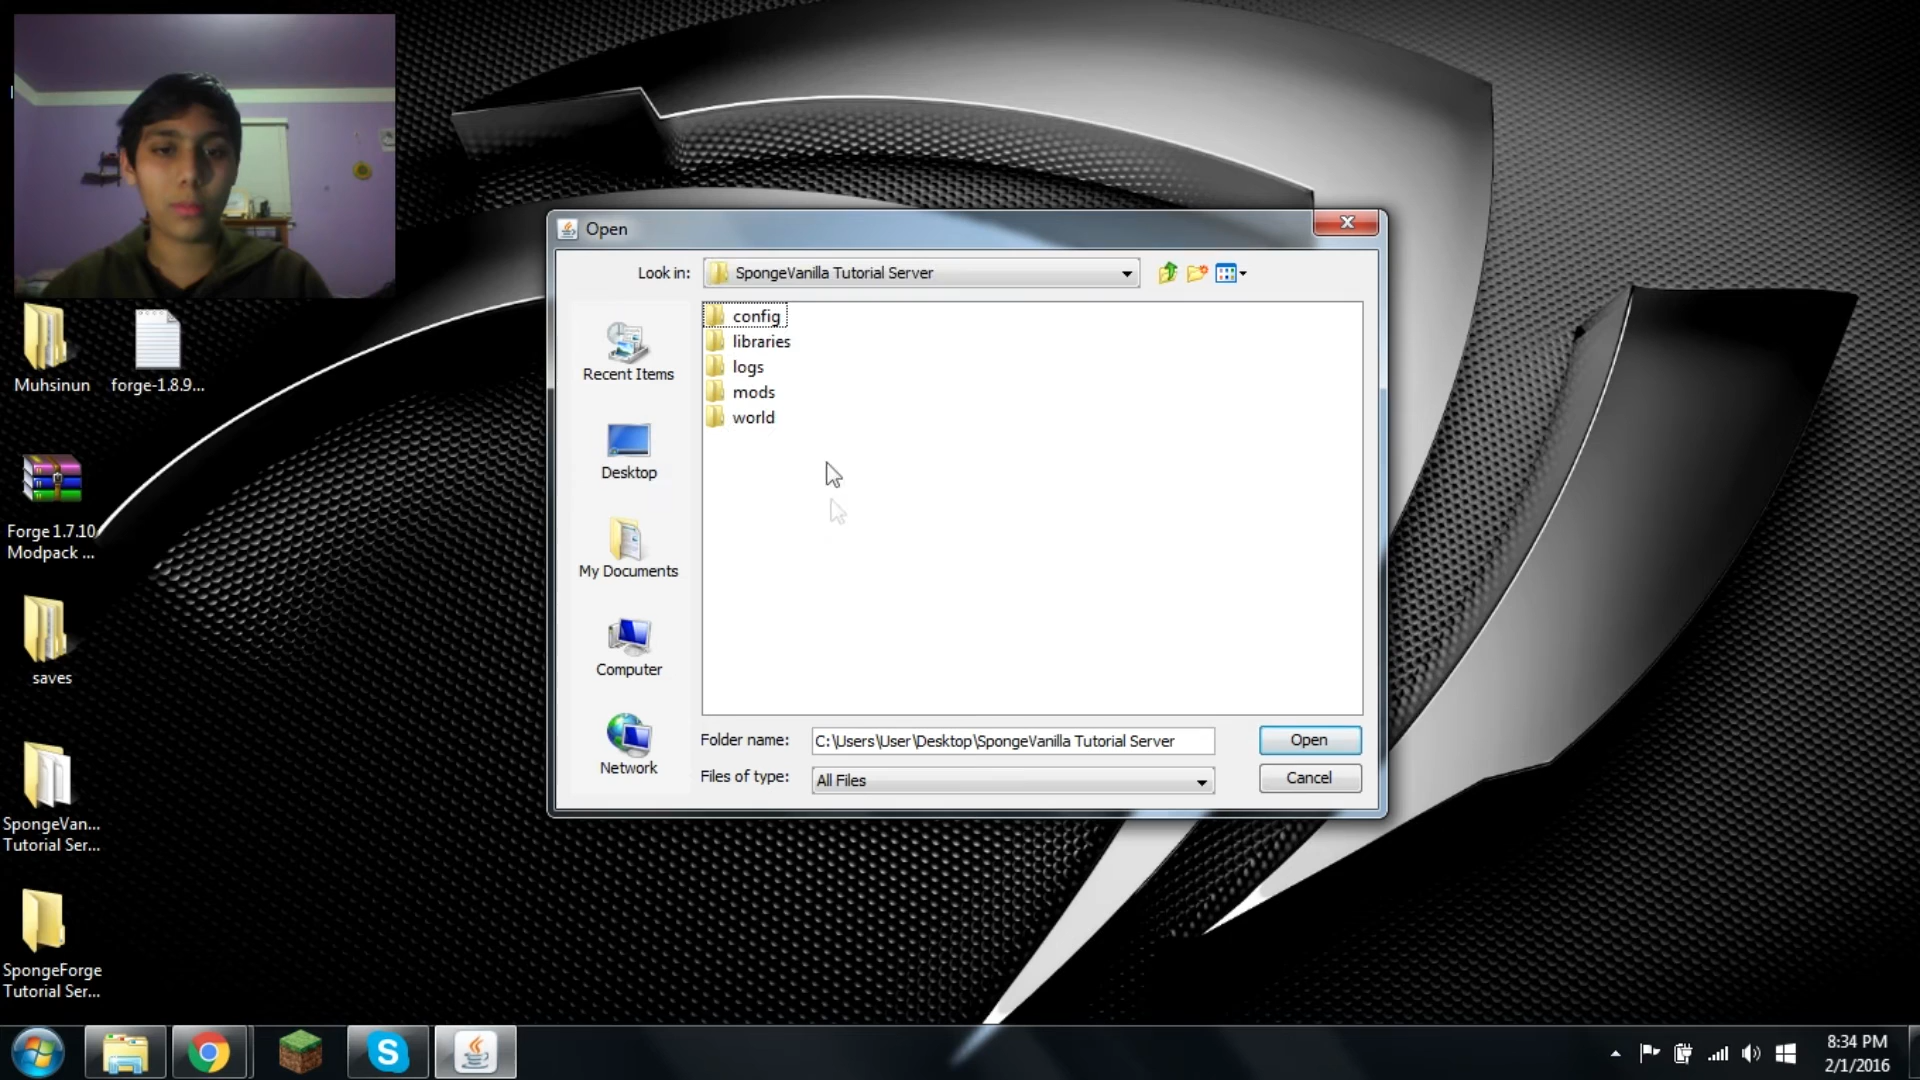 Open
Look in:
SpongeVanilla Tutorial Server
config
libraries
logs
mods
world
Recent Items
Desktop
My Documents
Computer
Network
Folder name:
C:\Users\User\Desktop\SpongeVanilla Tutorial Server
Open
Files of type:
All Files
Cancel
Muhsinun
forge-1.8.9...
Forge 1.7.10
Modpack ...
saves
SpongeVan...
Tutorial Ser...
SpongeForge
Tutorial Ser...
8:34 PM
2/1/2016